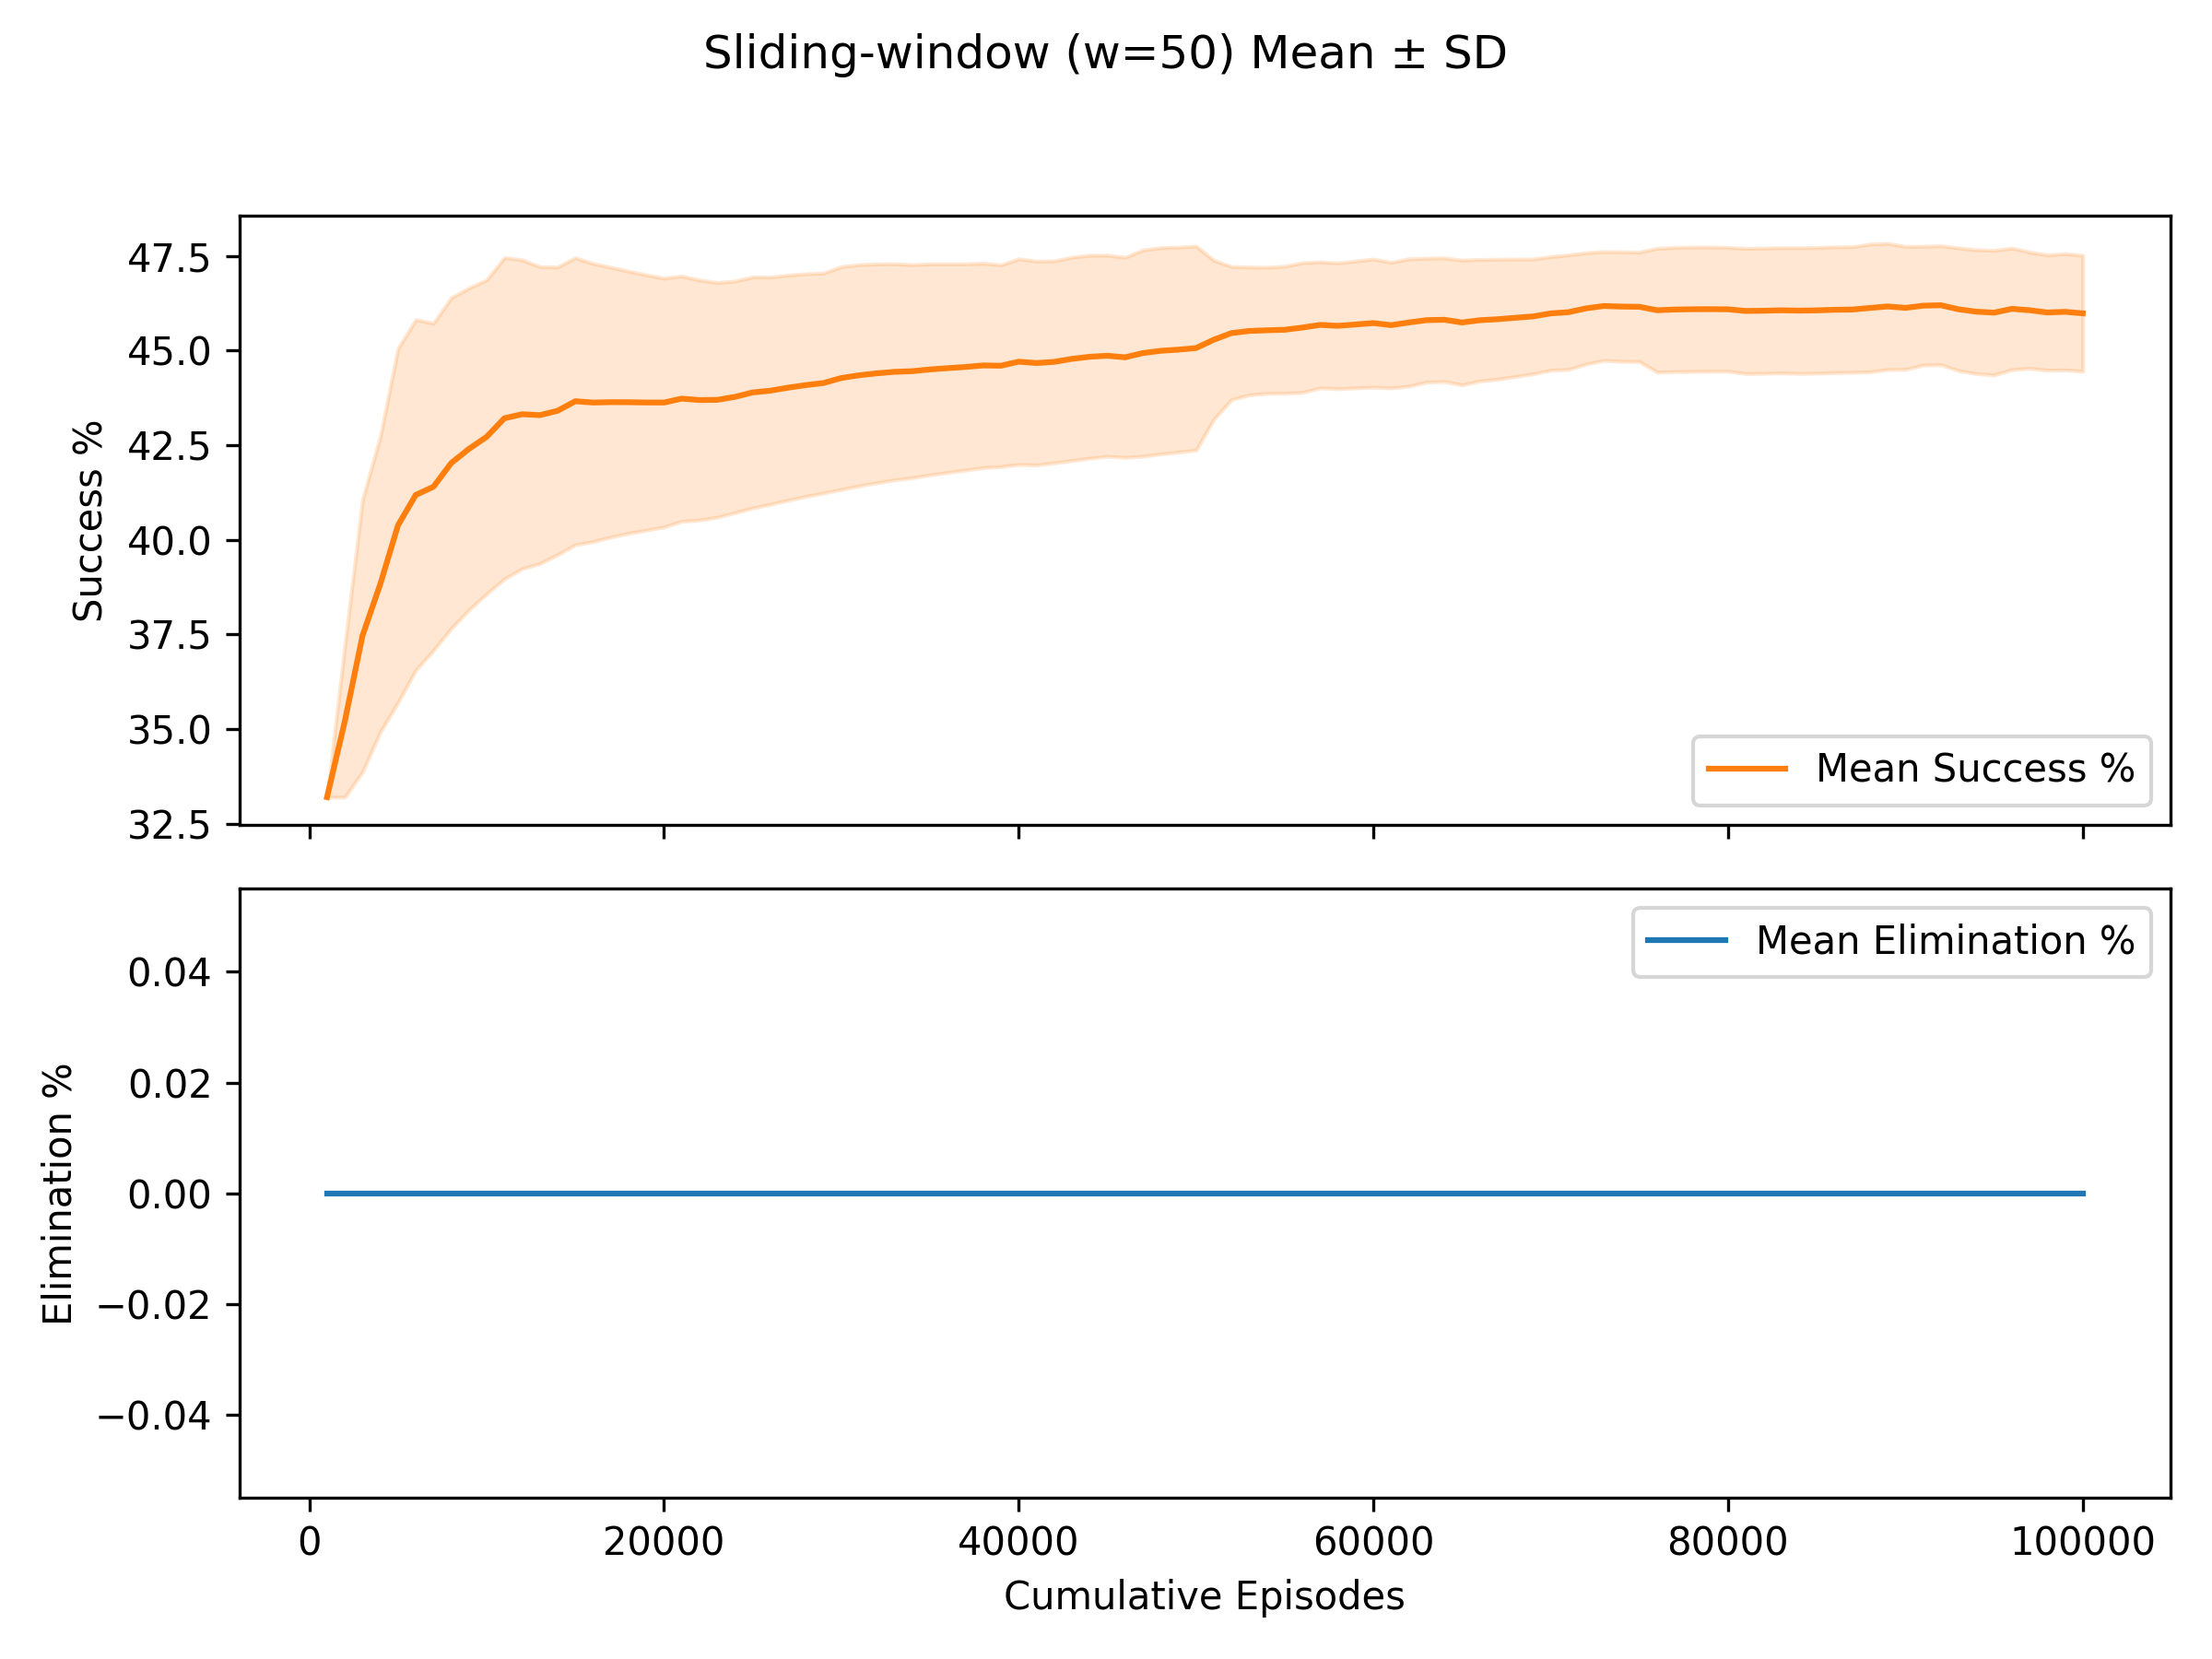 Sliding-window (w=50) Mean ± SD
47.5
45.0
42.5
40.0
37.5
35.0
32.5
Success %
Mean Success %
0.04
0.02
0.00
−0.02
−0.04
Elimination %
Mean Elimination %
0 20000 40000 60000 80000 100000
Cumulative Episodes